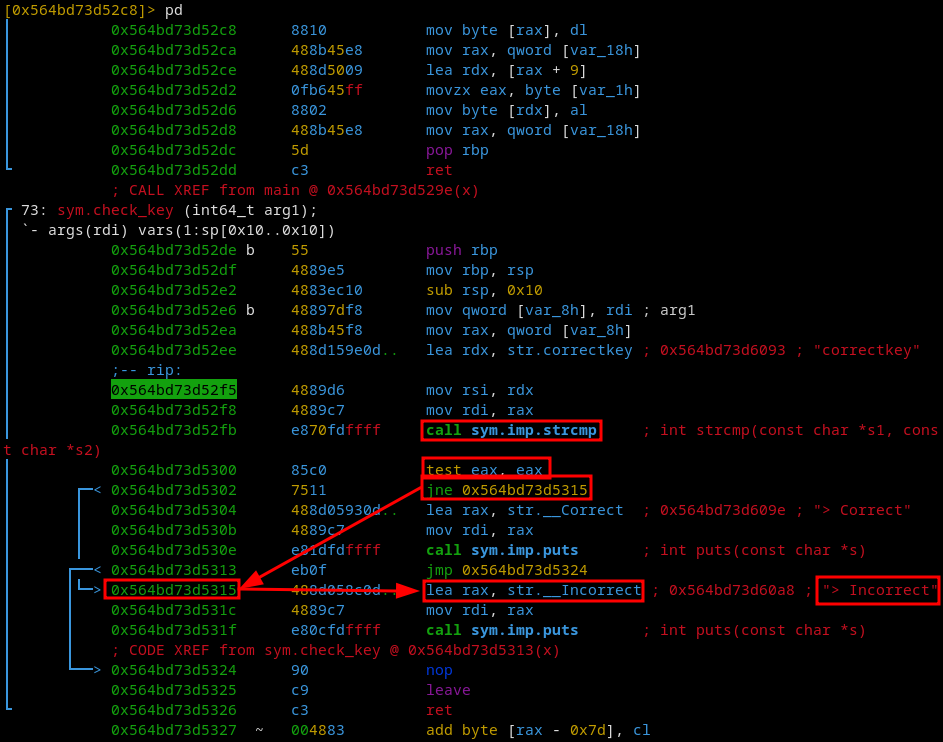 [0x564bd73d52c8]> pd
0x564bd73d52c8 8810 mov byte [rax], dl
0x564bd73d52ca 488b45e8 mov rax, qword [var_18h]
0x564bd73d52ce 488d5009 lea rdx, [rax + 9]
0x564bd73d52d2 0fb645ff movzx eax, byte [var_1h]
0x564bd73d52d6 8802 mov byte [rdx], al
0x564bd73d52d8 488b45e8 mov rax, qword [var_18h]
0x564bd73d52dc 5d pop rbp
0x564bd73d52dd c3 ret
; CALL XREF from main @ 0x564bd73d529e(x)
73: sym.check_key (int64_t arg1);
`- args(rdi) vars(1:sp[0x10..0x10])
0x564bd73d52de b 55 push rbp
0x564bd73d52df 4889e5 mov rbp, rsp
0x564bd73d52e2 4883ec10 sub rsp, 0x10
0x564bd73d52e6 b 48897df8 mov qword [var_8h], rdi ; arg1
0x564bd73d52ea 488b45f8 mov rax, qword [var_8h]
0x564bd73d52ee 488d159e0d.. lea rdx, str.correctkey ; 0x564bd73d6093 ; "correctkey"
;-- rip:
0x564bd73d52f5 4889d6 mov rsi, rdx
0x564bd73d52f8 4889c7 mov rdi, rax
0x564bd73d52fb e870fdffff call sym.imp.strcmp ; int strcmp(const char *s1, cons
t char *s2)
0x564bd73d5300 85c0 test eax, eax
0x564bd73d5302 7511 jne 0x564bd73d5315
0x564bd73d5304 488d05930d.. lea rax, str.__Correct ; 0x564bd73d609e ; "> Correct"
0x564bd73d530b 4889c7 mov rdi, rax
0x564bd73d530e e81dfdffff call sym.imp.puts ; int puts(const char *s)
0x564bd73d5313 eb0f jmp 0x564bd73d5324
0x564bd73d5315 488d058c0d.. lea rax, str.__Incorrect ; 0x564bd73d60a8 ; "> Incorrect"
0x564bd73d531c 4889c7 mov rdi, rax
0x564bd73d531f e80cfdffff call sym.imp.puts ; int puts(const char *s)
; CODE XREF from sym.check_key @ 0x564bd73d5313(x)
0x564bd73d5324 90 nop
0x564bd73d5325 c9 leave
0x564bd73d5326 c3 ret
0x564bd73d5327 ~ 004883 add byte [rax - 0x7d], cl